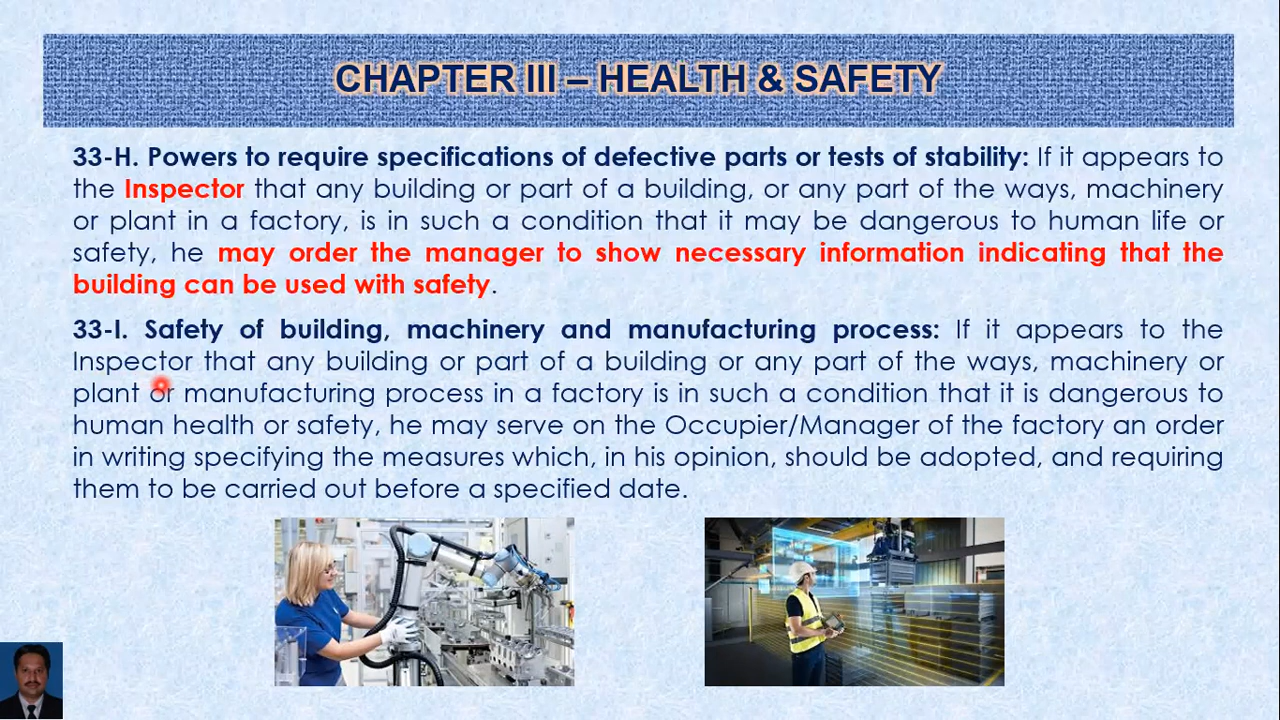 CHAPTER III – HEALTH & SAFETY
33-H. Powers to require specifications of defective parts or tests of stability: If it appears to
the Inspector that any building or part of a building, or any part of the ways, machinery
or plant in a factory, is in such a condition that it may be dangerous to human life or
safety, he may order the manager to show necessary information indicating that the
building can be used with safety.
33-I. Safety of building, machinery and manufacturing process: If it appears to the
Inspector that any building or part of a building or any part of the ways, machinery or
plant or manufacturing process in a factory is in such a condition that it is dangerous to
human health or safety, he may serve on the Occupier/Manager of the factory an order
in writing specifying the measures which, in his opinion, should be adopted, and requiring
them to be carried out before a specified date.